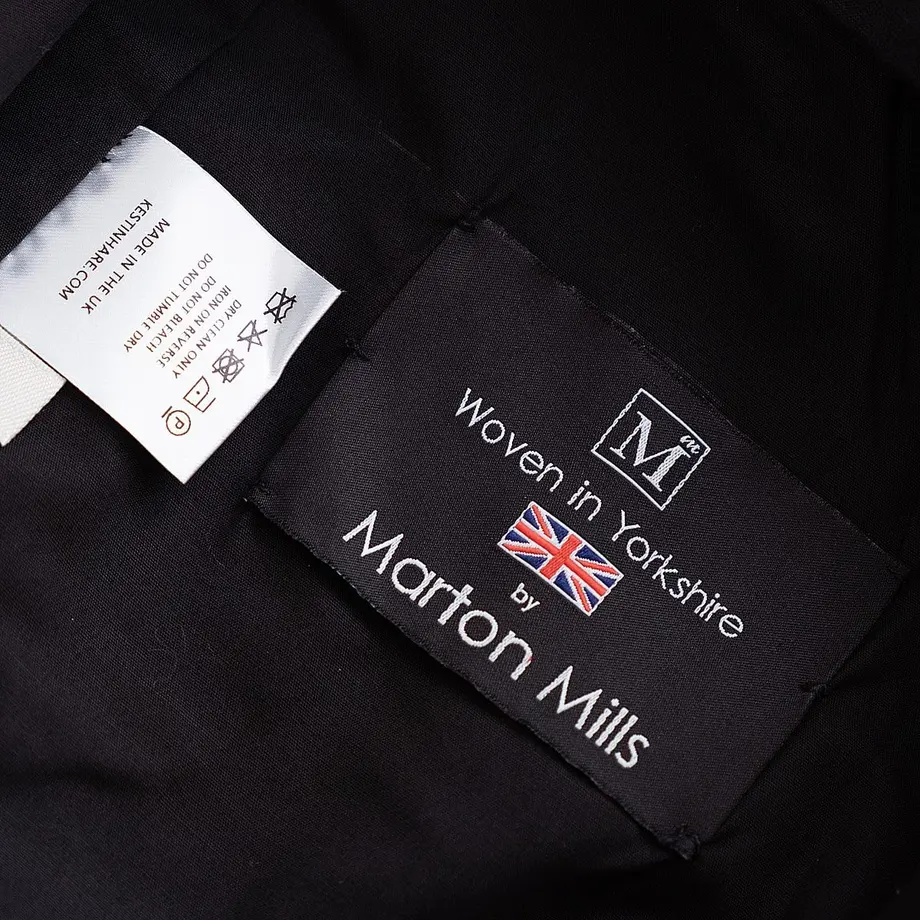 KESTINHARE.COM
MADE IN THE UK
DO NOT TUMBLE DRY
DO NOT BLEACH
IRON ON REVERSE
DRY CLEAN ONLY
P
M m
Woven in Yorkshire
by
Marton Mills